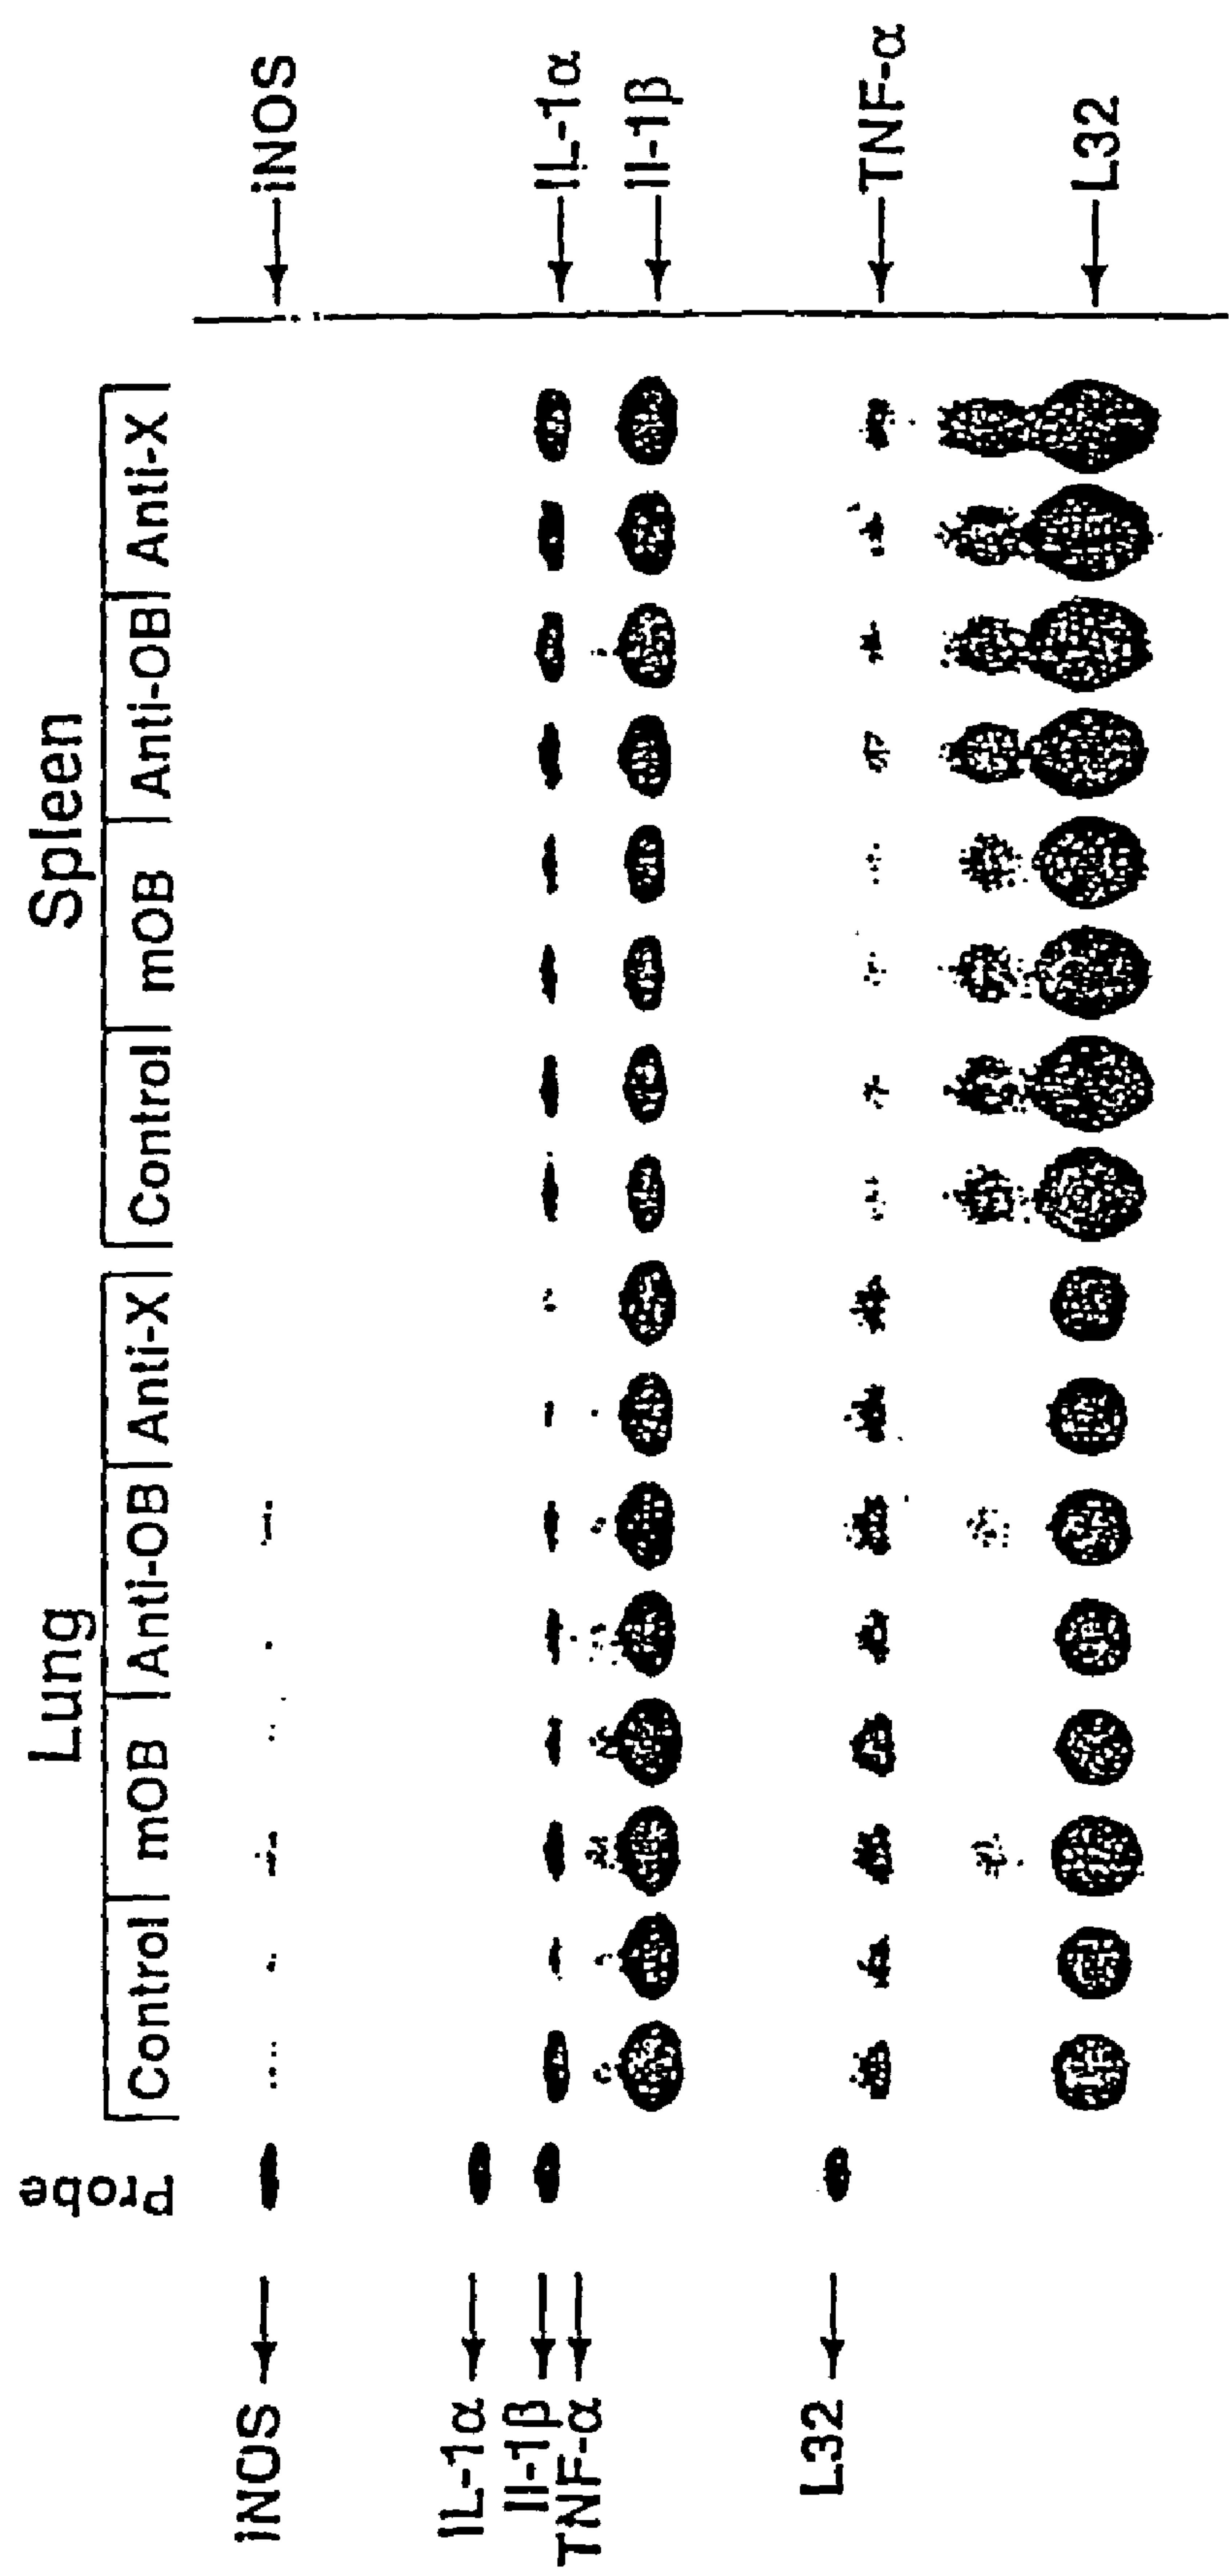 Lung
Spleen
Probe
Control
mOB
Anti-OB
Anti-X
Control
mOB
Anti-OB
Anti-X
iNOS
IL-1α
Il-1β
TNF-α
L32
iNOS
IL-1α
Il-1β
TNF-α
L32